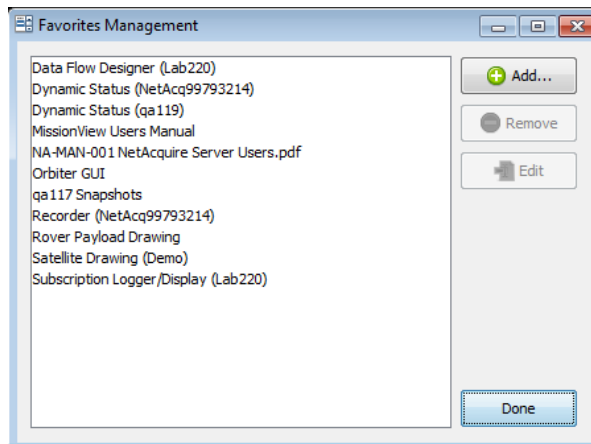 Favorites Management
Data Flow Designer (Lab220)
Dynamic Status (NetAcq99793214)
Dynamic Status (qa119)
MissionView Users Manual
NA-MAN-001 NetAcquire Server Users.pdf
Orbiter GUI
qa117 Snapshots
Recorder (NetAcq99793214)
Rover Payload Drawing
Satellite Drawing (Demo)
Subscription Logger/Display (Lab220)
Add...
Remove
Edit
Done